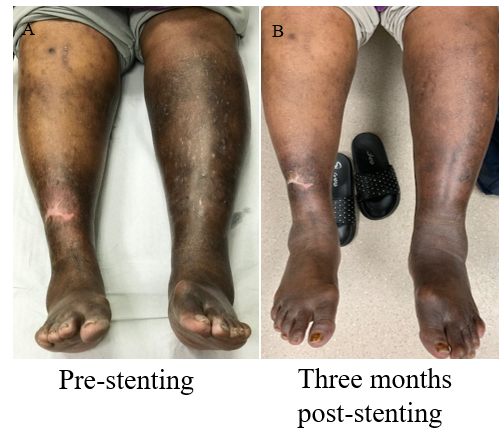 A
B
Pre-stenting
Three months
post-stenting